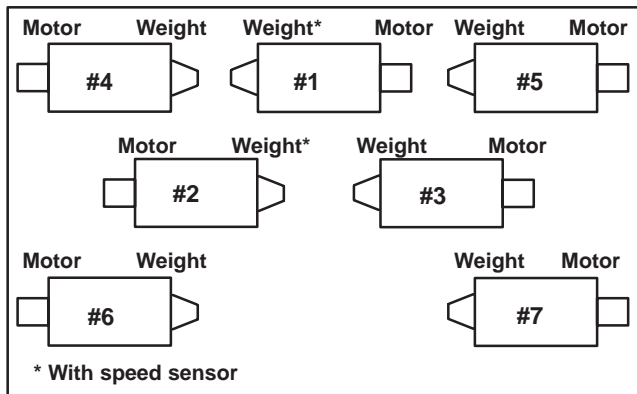 Motor Weight Weight* Motor Weight Motor
#4 #1 #5
Motor Weight* Weight Motor
#2 #3
Motor Weight Weight Motor
#6 #7
* With speed sensor